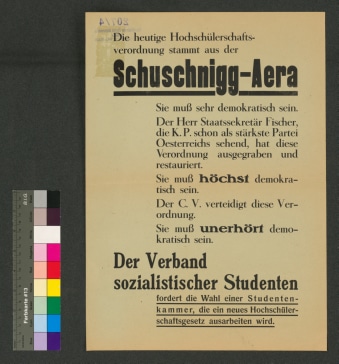 20774
Die heutige Hochschülerschafts-
verordnung stammt aus der
Schuschnigg-Aera
Sie muß sehr demokratisch sein.
Der Herr Staatssekretär Fischer,
die K. P. schon als stärkste Partei
Oesterreichs sehend, hat diese
Verordnung ausgegraben und
restauriert.
Sie muß höchst demokra-
tisch sein.
Der C. V. verteidigt diese Ver-
ordnung.
Sie muß unerhört demo-
kratisch sein.
Der Verband
sozialistischer Studenten
fordert die Wahl einer Studenten-
kammer, die ein neues Hochschüler-
schaftsgesetz ausarbeiten wird.
Farbkarte #13